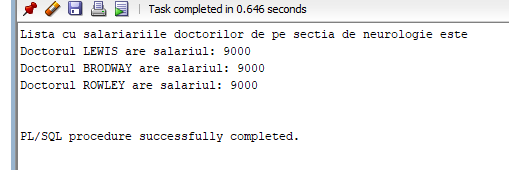 Task completed in 0.646 seconds
Lista cu salariariile doctorilor de pe sectia de neurologie este
Doctorul LEWIS are salariul: 9000
Doctorul BRODWAY are salariul: 9000
Doctorul ROWLEY are salariul: 9000
PL/SQL procedure successfully completed.